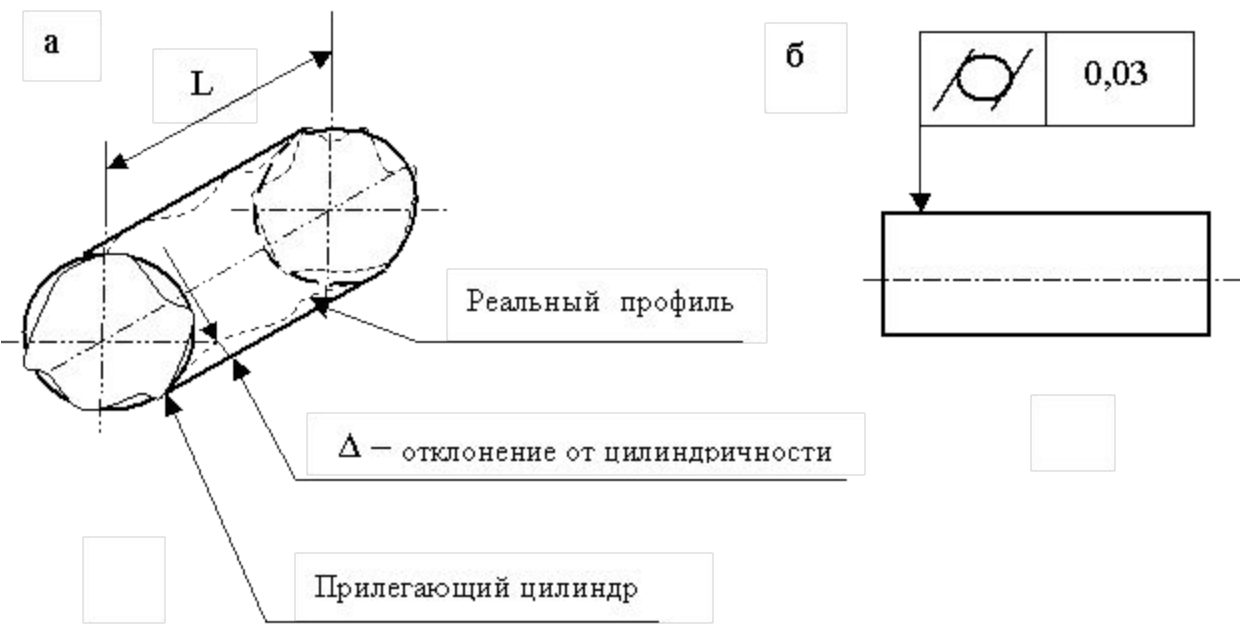 а
L
б
0,03
Реальный профиль
Δ – отклонение от цилиндричности
Прилегающий цилиндр